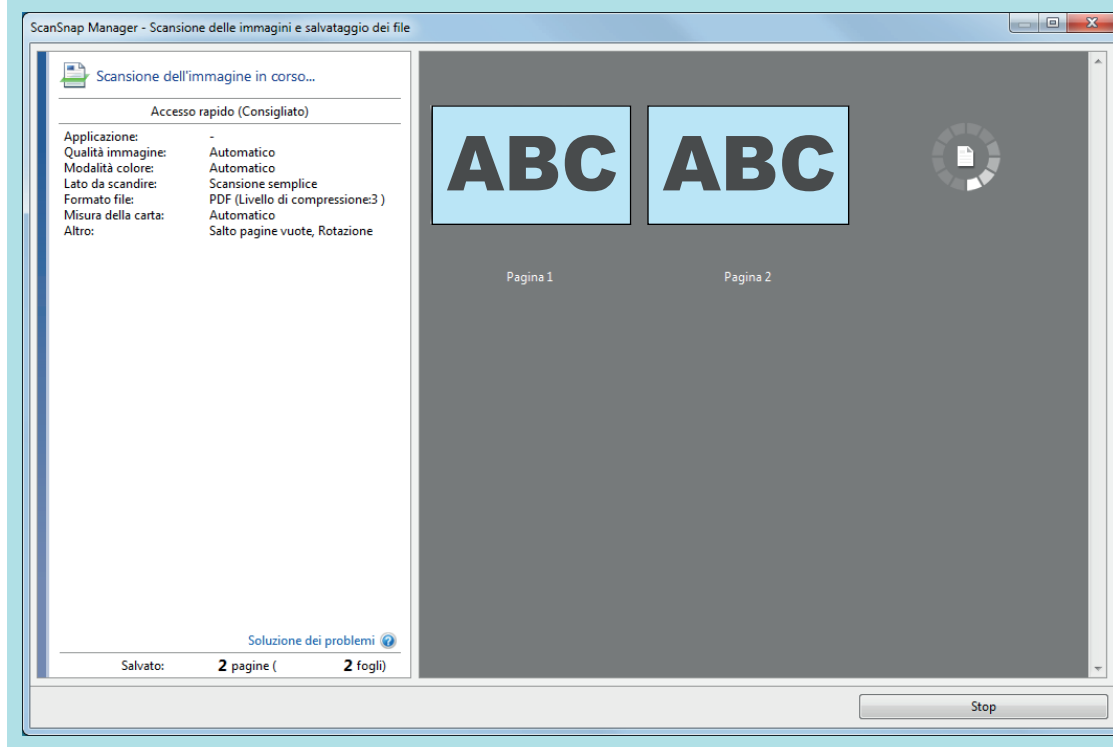 ScanSnap Manager - Scansione delle immagini e salvataggio dei file
Scansione dell'immagine in corso...
Accesso rapido (Consigliato)
Applicazione: -
Qualità immagine: Automatico
Modalità colore: Automatico
Lato da scandire: Scansione semplice
Formato file: PDF (Livello di compressione:3 )
Misura della carta: Automatico
Altro: Salto pagine vuote, Rotazione
Soluzione dei problemi
Salvato: 2 pagine ( 2 fogli)
ABC ABC
Pagina 1 Pagina 2
Stop